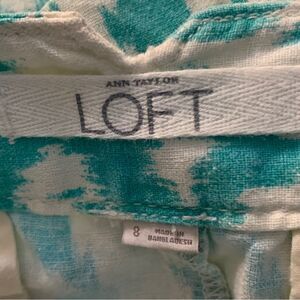 ANN TAYLOR
LOFT
8
MADE IN
BANGLADESH